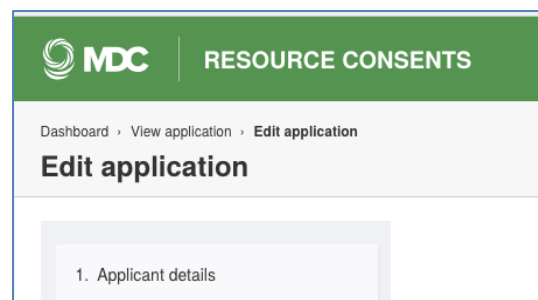 MDC RESOURCE CONSENTS
Dashboard › View application › Edit application
Edit application
1. Applicant details